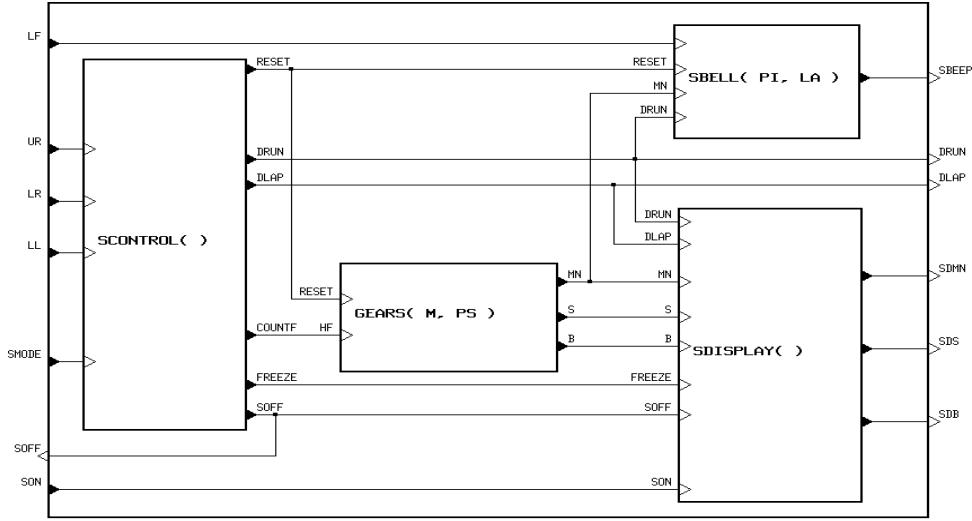 LF
RESET
RESET
SBELL( PI, LA )
SBEEP
MN
DRUN
UR
DRUN
DRUN
DLAP
DLAP
LR
DRUN
DLAP
LL
SCONTROL( )
MN
MN
SDMN
RESET
GEARS( M, PS )
S
S
COUNTF
HF
B
B
SDISPLAY( )
SDS
SMODE
FREEZE
FREEZE
SOFF
SOFF
SDB
SOFF
SON
SON